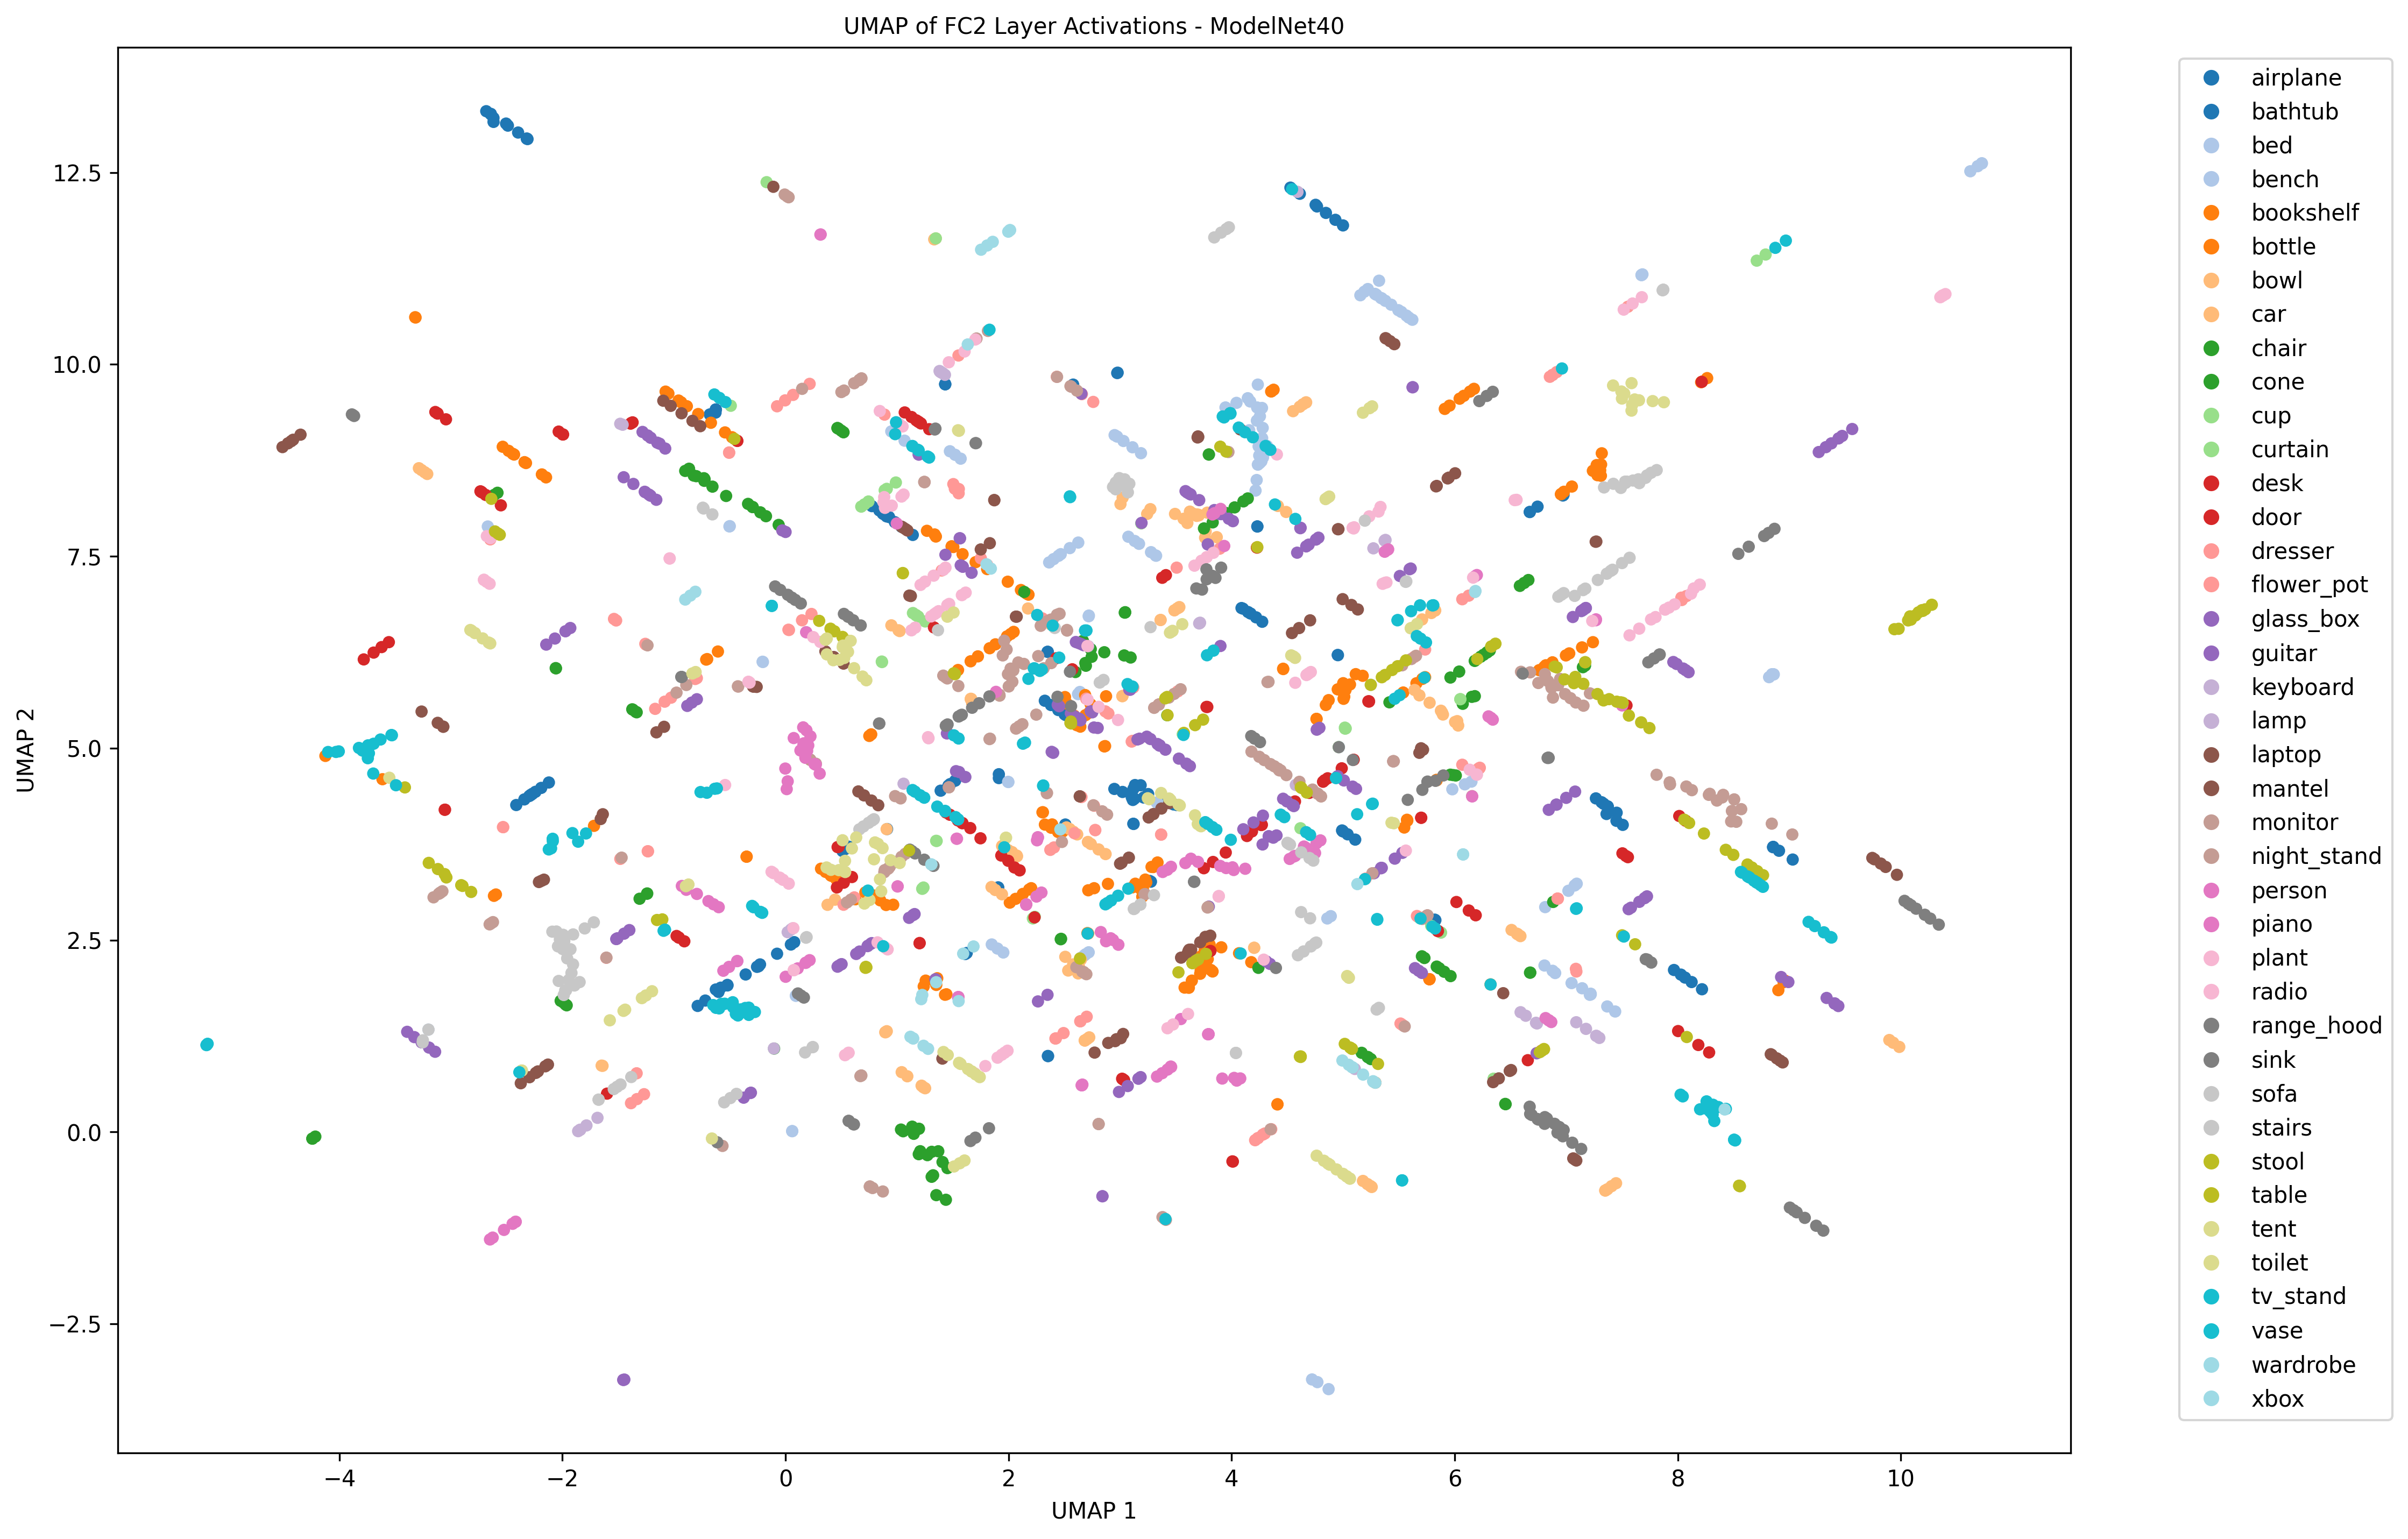 UMAP of FC2 Layer Activations - ModelNet40
12.5
10.0
7.5
5.0
2.5
0.0
−2.5
UMAP 2
−4
−2
0
2
4
6
8
10
UMAP 1
airplane
bathtub
bed
bench
bookshelf
bottle
bowl
car
chair
cone
cup
curtain
desk
door
dresser
flower_pot
glass_box
guitar
keyboard
lamp
laptop
mantel
monitor
night_stand
person
piano
plant
radio
range_hood
sink
sofa
stairs
stool
table
tent
toilet
tv_stand
vase
wardrobe
xbox